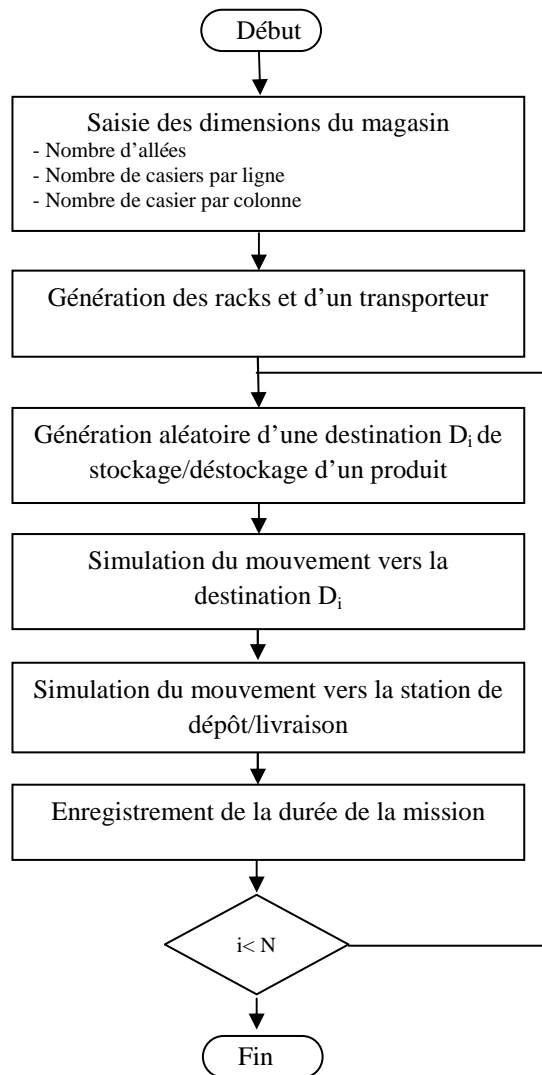 Début
Saisie des dimensions du magasin
- Nombre d’allées
- Nombre de casiers par ligne
- Nombre de casier par colonne
Génération des racks et d’un transporteur
Génération aléatoire d’une destination Di de
stockage/déstockage d’un produit
Simulation du mouvement vers la
destination Di
Simulation du mouvement vers la station de
dépôt/livraison
Enregistrement de la durée de la mission
i< N
Fin